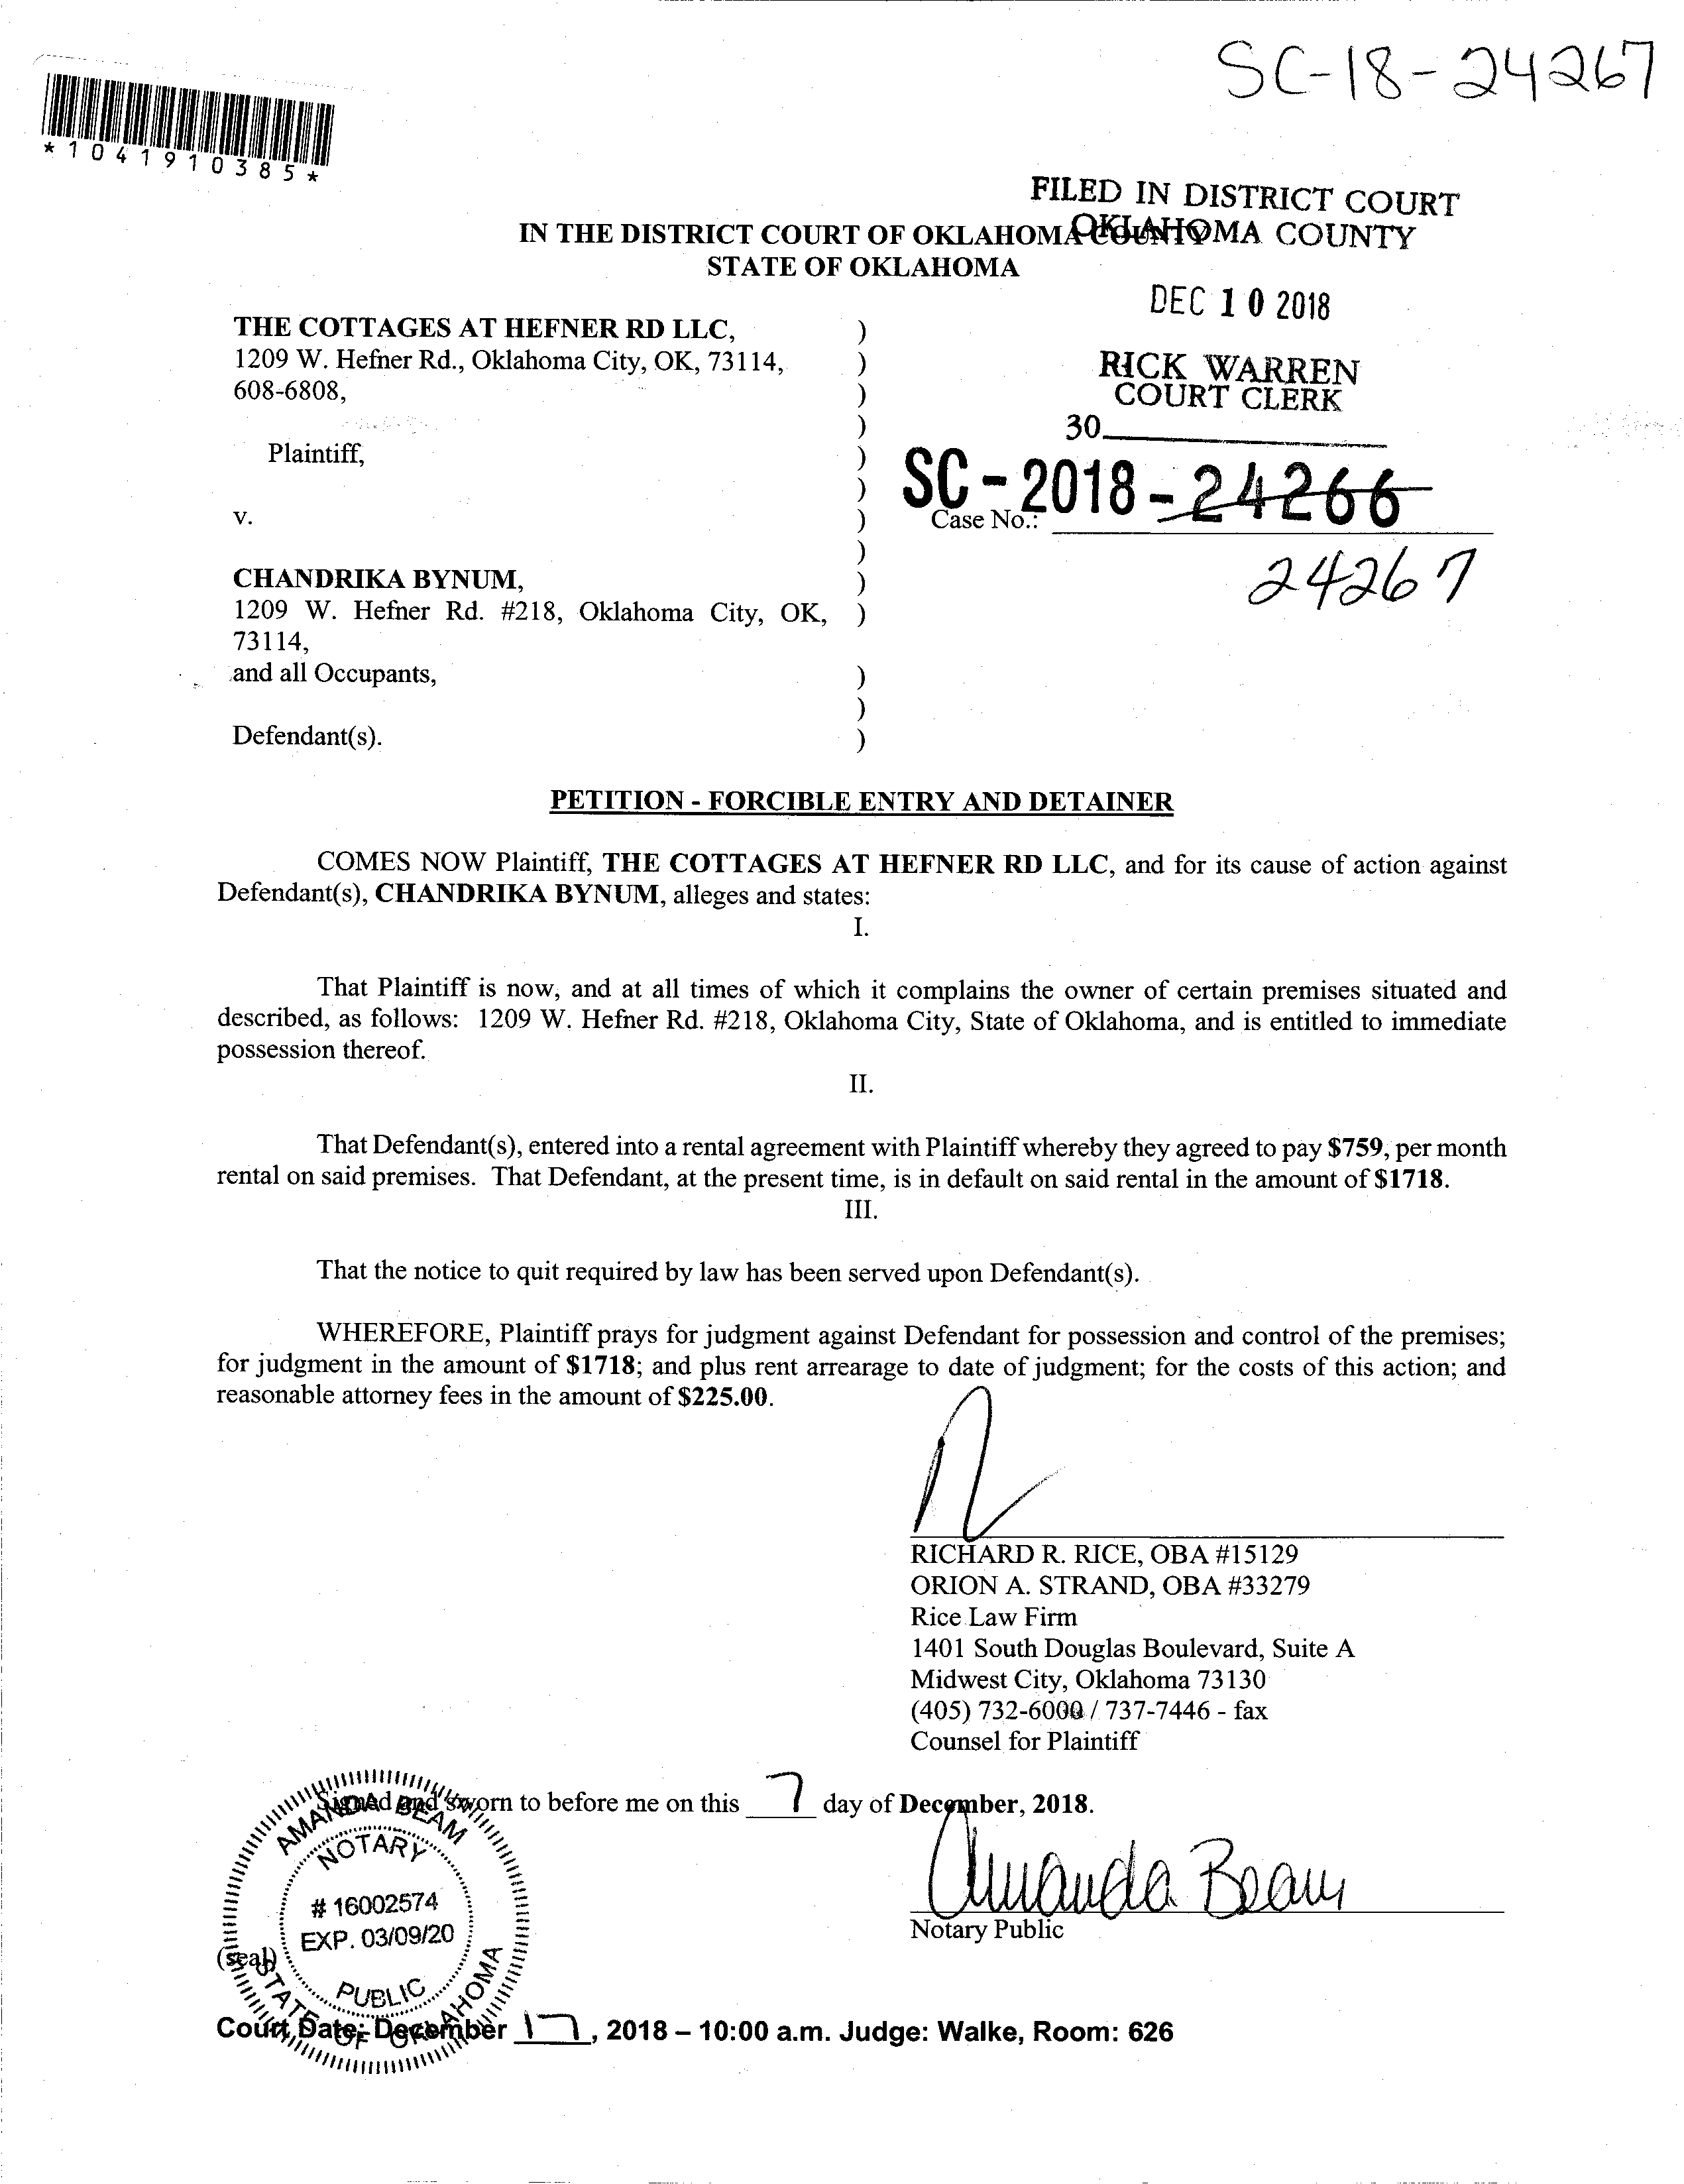 SC-18-24267
*1041910385*
FILED IN DISTRICT COURT
OKLAHOMA COUNTY
IN THE DISTRICT COURT OF OKLAHOMA COUNTY
STATE OF OKLAHOMA
DEC 10 2018
RICK WARREN
COURT CLERK
30
THE COTTAGES AT HEFNER RD LLC, )
1209 W. Hefner Rd., Oklahoma City, OK, 73114, )
608-6808, )
)
Plaintiff, )
)
SC-2018-24266
v. ) Case No.:
)
24267
CHANDRIKA BYNUM, )
1209 W. Hefner Rd. #218, Oklahoma City, OK, )
73114,
and all Occupants, )
)
Defendant(s). )
PETITION - FORCIBLE ENTRY AND DETAINER
COMES NOW Plaintiff, THE COTTAGES AT HEFNER RD LLC, and for its cause of action against
Defendant(s), CHANDRIKA BYNUM, alleges and states:
I.
That Plaintiff is now, and at all times of which it complains the owner of certain premises situated and
described, as follows: 1209 W. Hefner Rd. #218, Oklahoma City, State of Oklahoma, and is entitled to immediate
possession thereof.
II.
That Defendant(s), entered into a rental agreement with Plaintiff whereby they agreed to pay $759, per month
rental on said premises. That Defendant, at the present time, is in default on said rental in the amount of $1718.
III.
That the notice to quit required by law has been served upon Defendant(s).
WHEREFORE, Plaintiff prays for judgment against Defendant for possession and control of the premises;
for judgment in the amount of $1718; and plus rent arrearage to date of judgment; for the costs of this action; and
reasonable attorney fees in the amount of $225.00.
RICHARD R. RICE, OBA #15129
ORION A. STRAND, OBA #33279
Rice Law Firm
1401 South Douglas Boulevard, Suite A
Midwest City, Oklahoma 73130
(405) 732-6000 / 737-7446 - fax
Counsel for Plaintiff
Signed and sworn to before me on this 7 day of December, 2018.
Amanda Beam
Notary Public
AMANDA BEAM
NOTARY
# 16002574
EXP. 03/09/20
(seal)
PUBLIC
STATE OF OKLAHOMA
Court Date: December 17, 2018 – 10:00 a.m. Judge: Walke, Room: 626